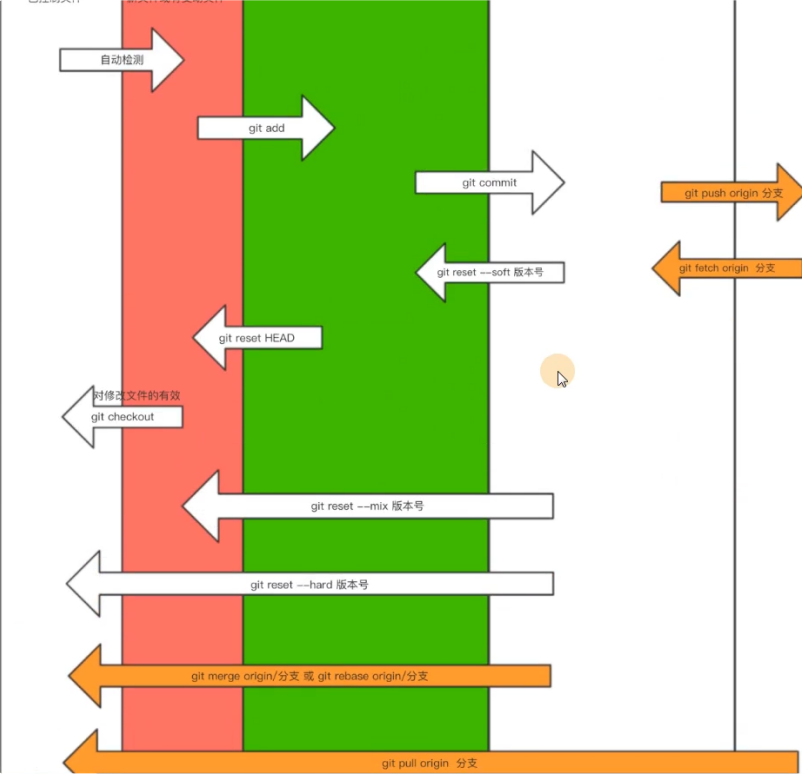 自动检测
git add
git commit
git push origin 分支
git reset --soft 版本号
git fetch origin 分支
git reset HEAD
对修改文件的有效
git checkout
git reset --mix 版本号
git reset --hard 版本号
git merge origin/分支 或 git rebase origin/分支
git pull origin 分支